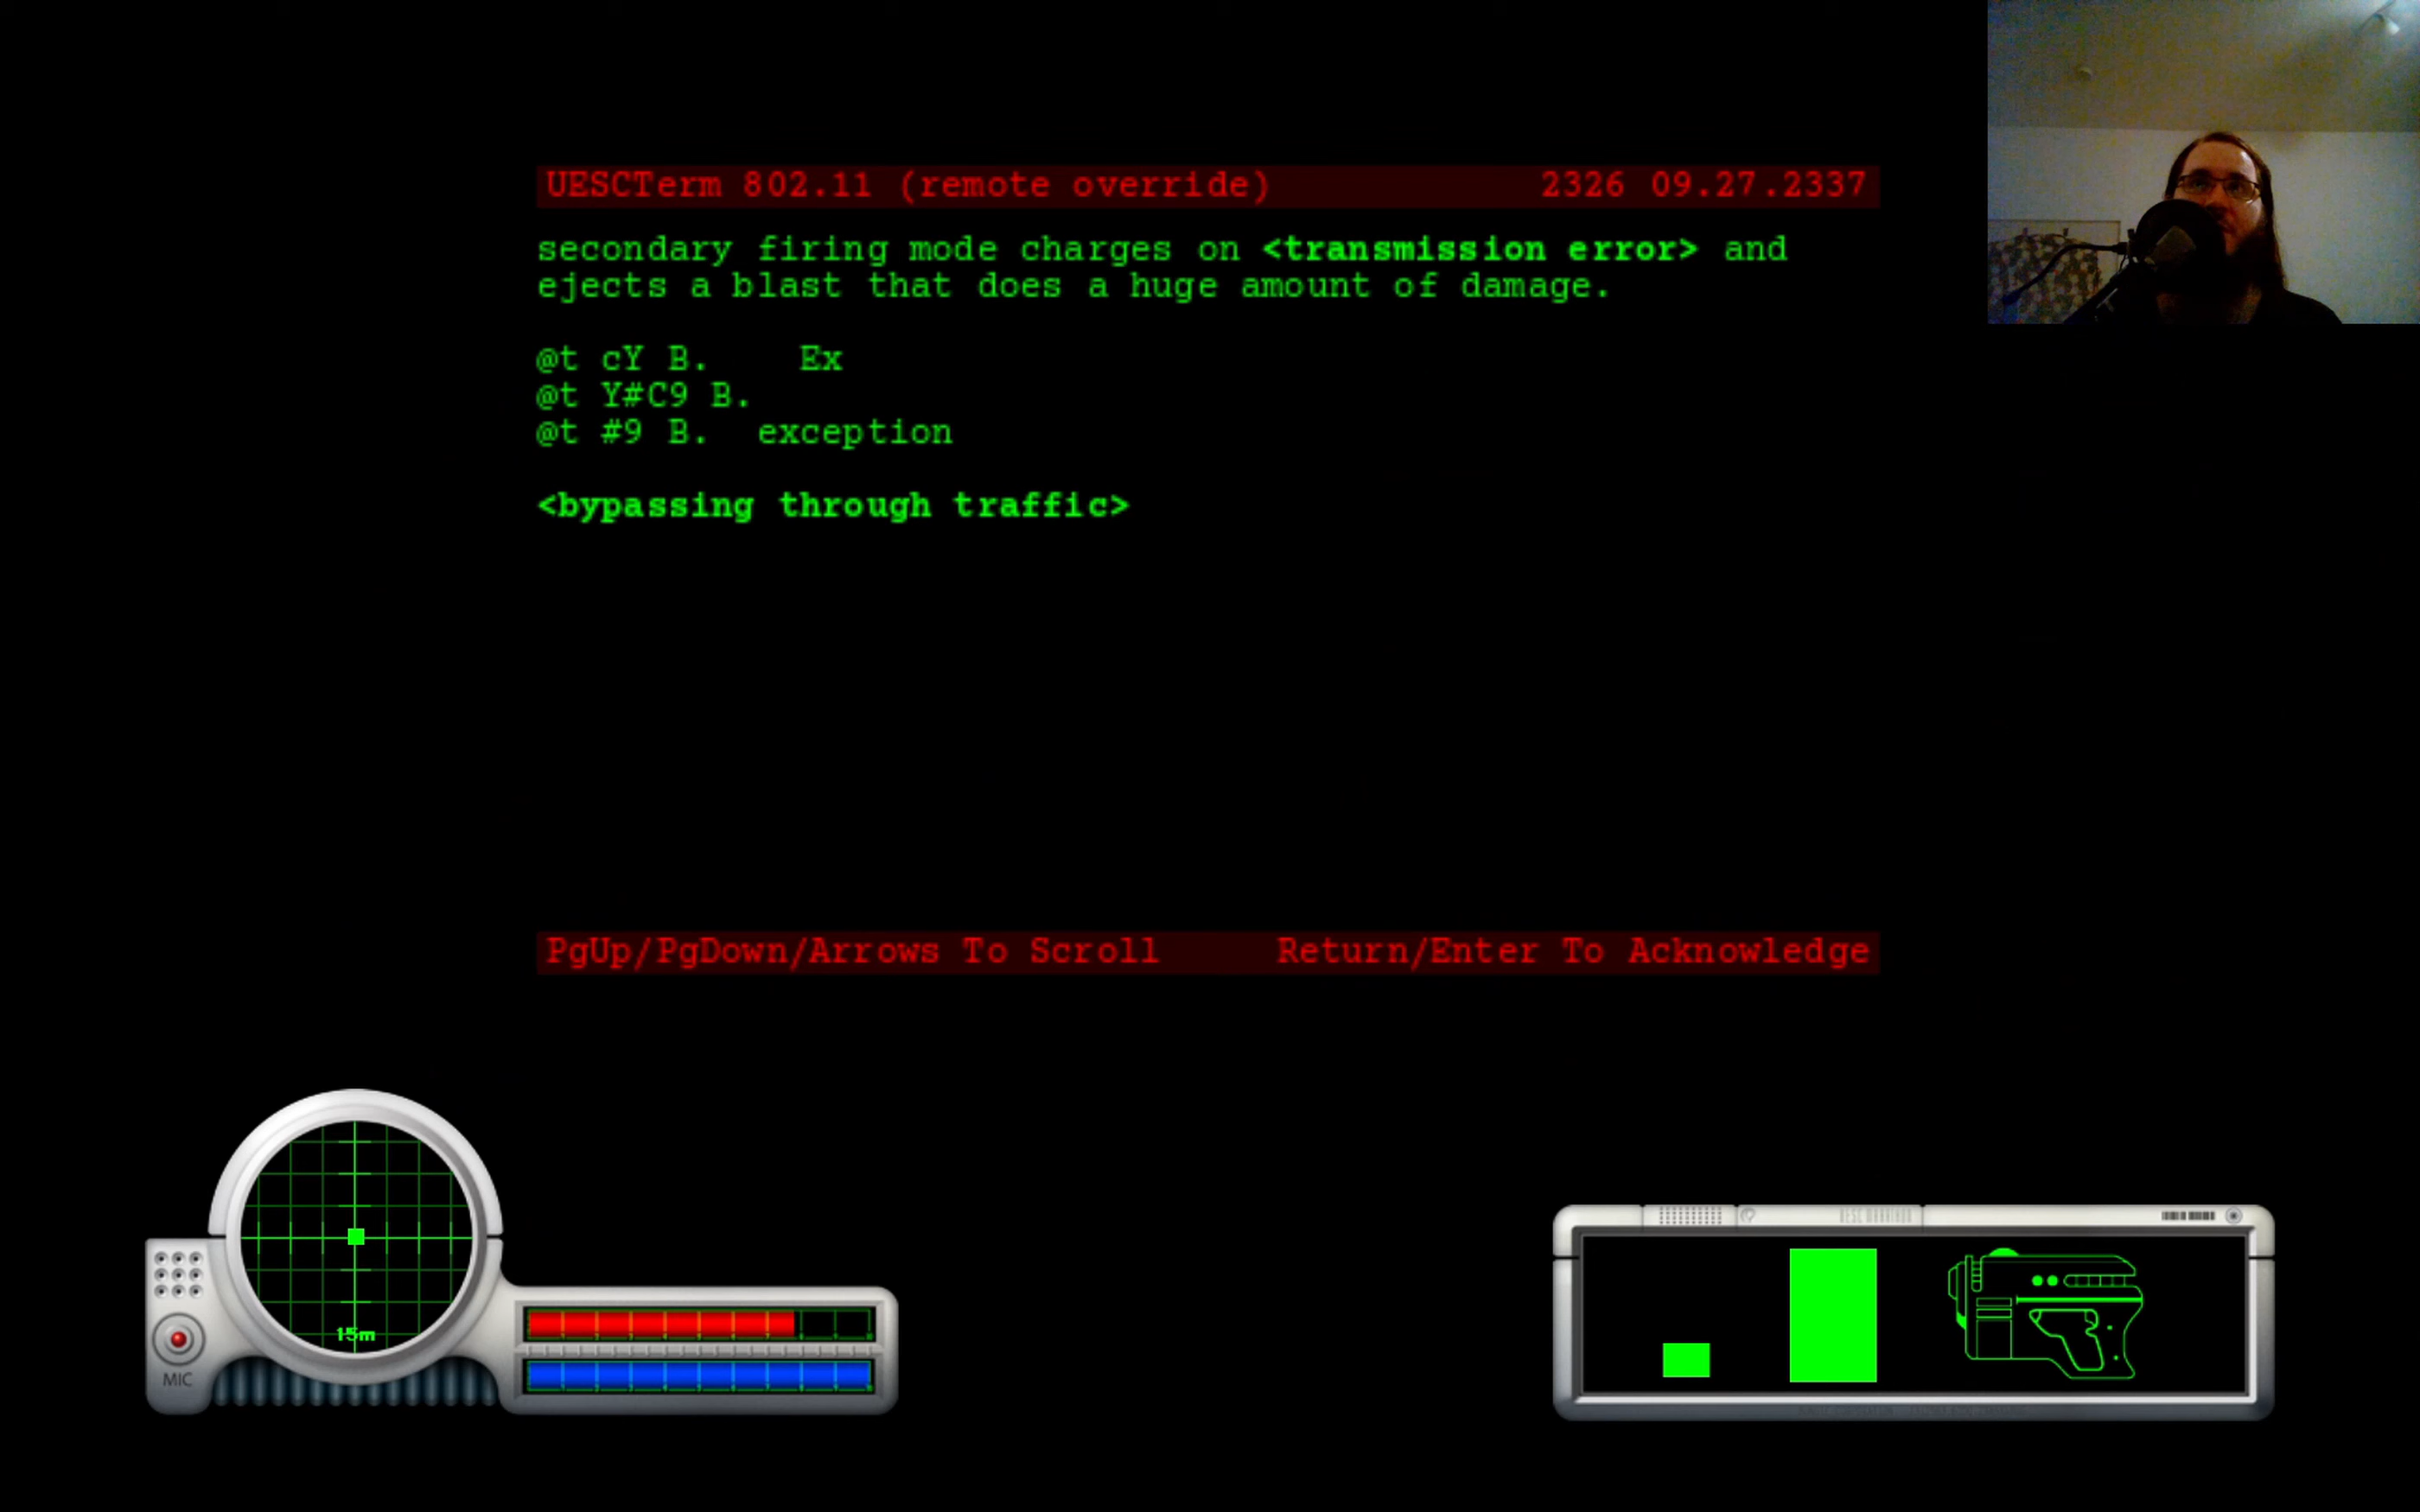 UESCTerm 802.11 (remote override) 2326 09.27.2337
secondary firing mode charges on <transmission error> and
ejects a blast that does a huge amount of damage.
@t cY B. Ex
@t Y#C9 B.
@t #9 B. exception
<bypassing through traffic>
PgUp/PgDown/Arrows To Scroll Return/Enter To Acknowledge
15m
MIC